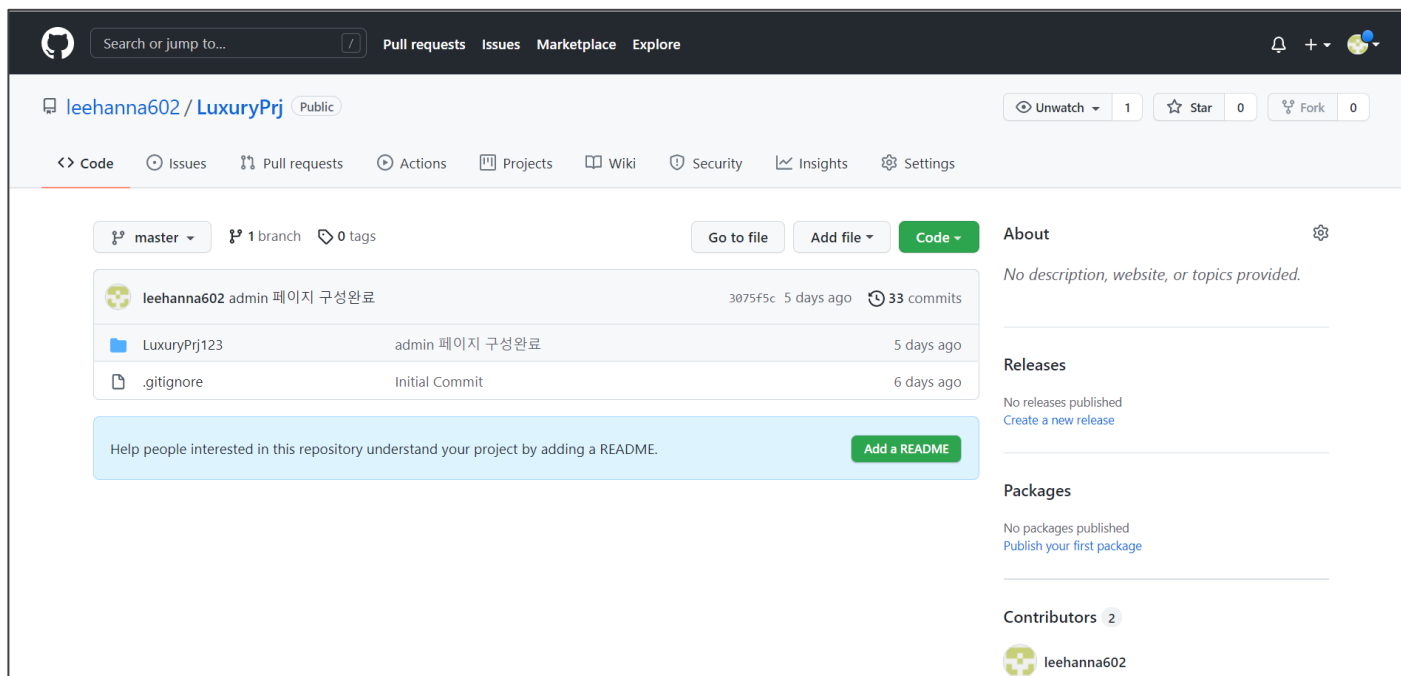 Search or jump to... / Pull requests Issues Marketplace Explore
leehanna602 / LuxuryPrj Public Unwatch 1 Star 0 Fork 0
Code Issues Pull requests Actions Projects Wiki Security Insights Settings
master 1 branch 0 tags Go to file Add file Code
leehanna602 admin 페이지 구성완료 3075f5c 5 days ago 33 commits
LuxuryPrj123 admin 페이지 구성완료 5 days ago
.gitignore Initial Commit 6 days ago
Help people interested in this repository understand your project by adding a README. Add a README
About
No description, website, or topics provided.
Releases
No releases published
Create a new release
Packages
No packages published
Publish your first package
Contributors 2
leehanna602